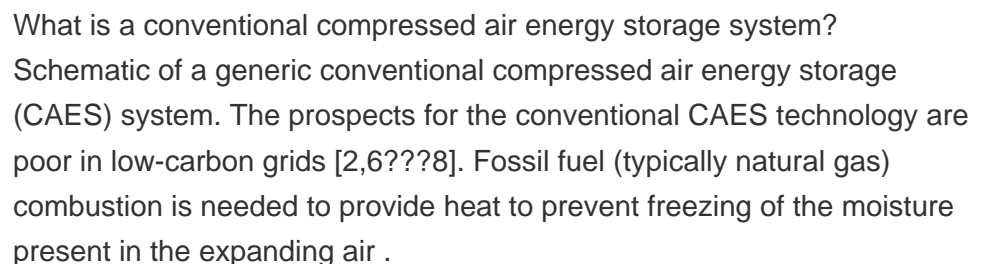 What is a conventional compressed air energy storage system?
Schematic of a generic conventional compressed air energy storage
(CAES) system. The prospects for the conventional CAES technology are
poor in low-carbon grids [2,6???8]. Fossil fuel (typically natural gas)
combustion is needed to provide heat to prevent freezing of the moisture
present in the expanding air .